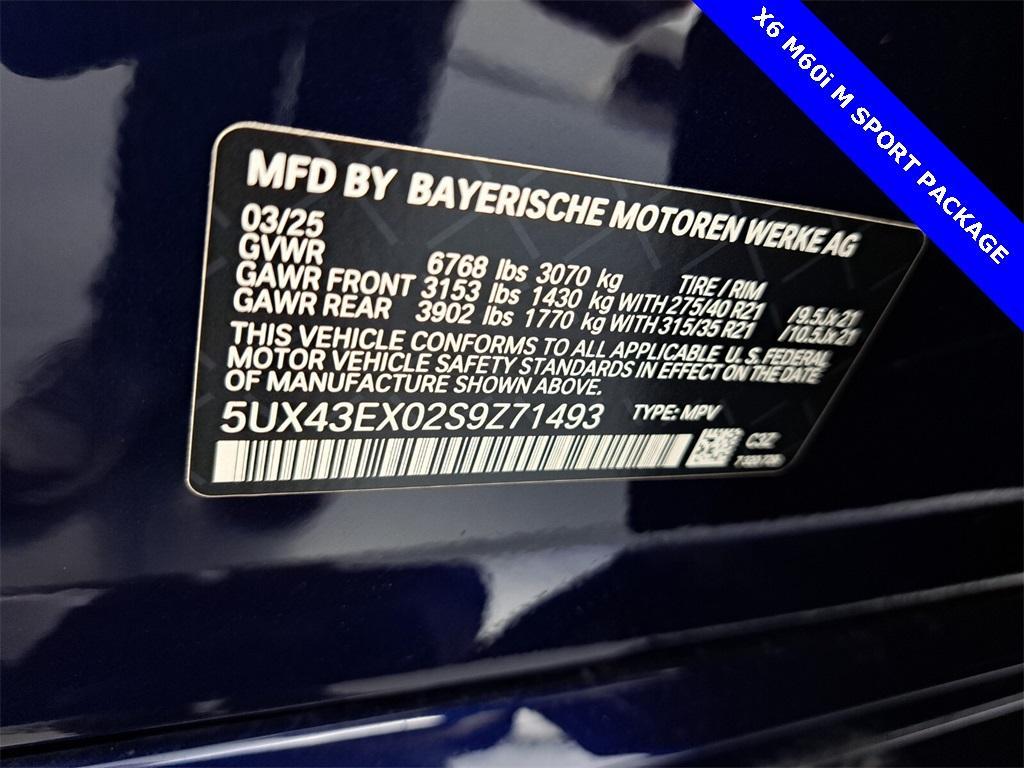 X6 M60i M SPORT PACKAGE
MFD BY BAYERISCHE MOTOREN WERKE AG
03/25
GVWR 6768 lbs 3070 kg TIRE / RIM
GAWR FRONT 3153 lbs 1430 kg WITH 275/40 R21 /9.5Jx21
GAWR REAR 3902 lbs 1770 kg WITH 315/35 R21 /10.5Jx21
THIS VEHICLE CONFORMS TO ALL APPLICABLE U.S. FEDERAL
MOTOR VEHICLE SAFETY STANDARDS IN EFFECT ON THE DATE
OF MANUFACTURE SHOWN ABOVE.
5UX43EX02S9Z71493 TYPE: MPV
C3Z